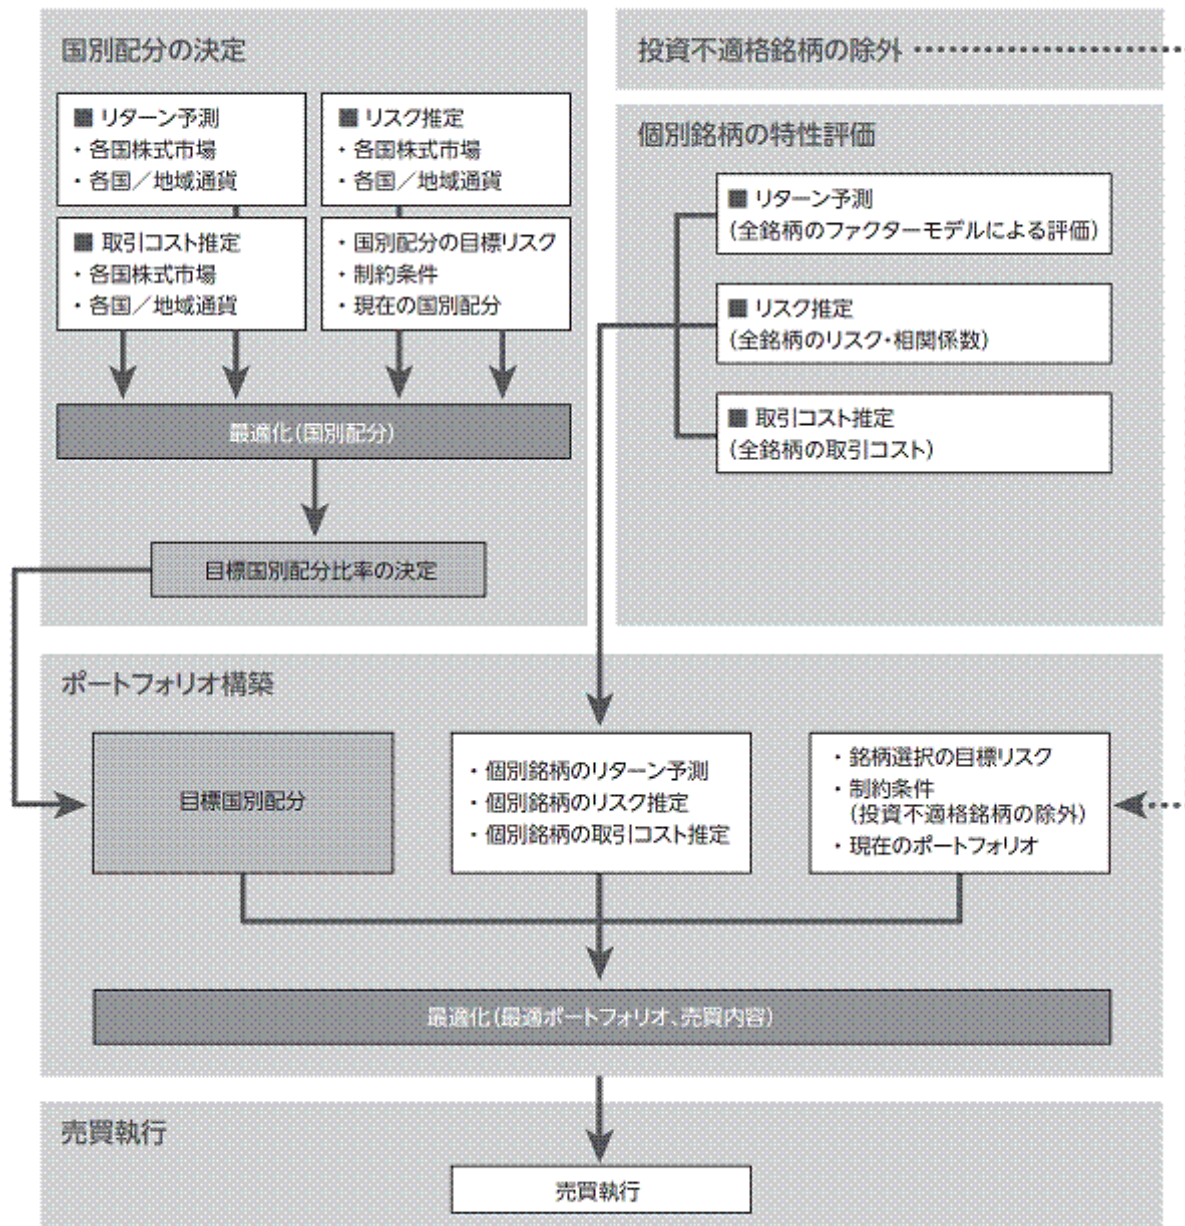 国別配分の決定
■ リターン予測
・各国株式市場
・各国／地域通貨
■ リスク推定
・各国株式市場
・各国／地域通貨
■ 取引コスト推定
・各国株式市場
・各国／地域通貨
・国別配分の目標リスク
・制約条件
・現在の国別配分
最適化(国別配分)
目標国別配分比率の決定
投資不適格銘柄の除外
個別銘柄の特性評価
■ リターン予測
(全銘柄のファクターモデルによる評価)
■ リスク推定
(全銘柄のリスク・相関係数)
■ 取引コスト推定
(全銘柄の取引コスト)
ポートフォリオ構築
目標国別配分
・個別銘柄のリターン予測
・個別銘柄のリスク推定
・個別銘柄の取引コスト推定
・銘柄選択の目標リスク
・制約条件
(投資不適格銘柄の除外)
・現在のポートフォリオ
最適化(最適ポートフォリオ、売買内容)
売買執行
売買執行